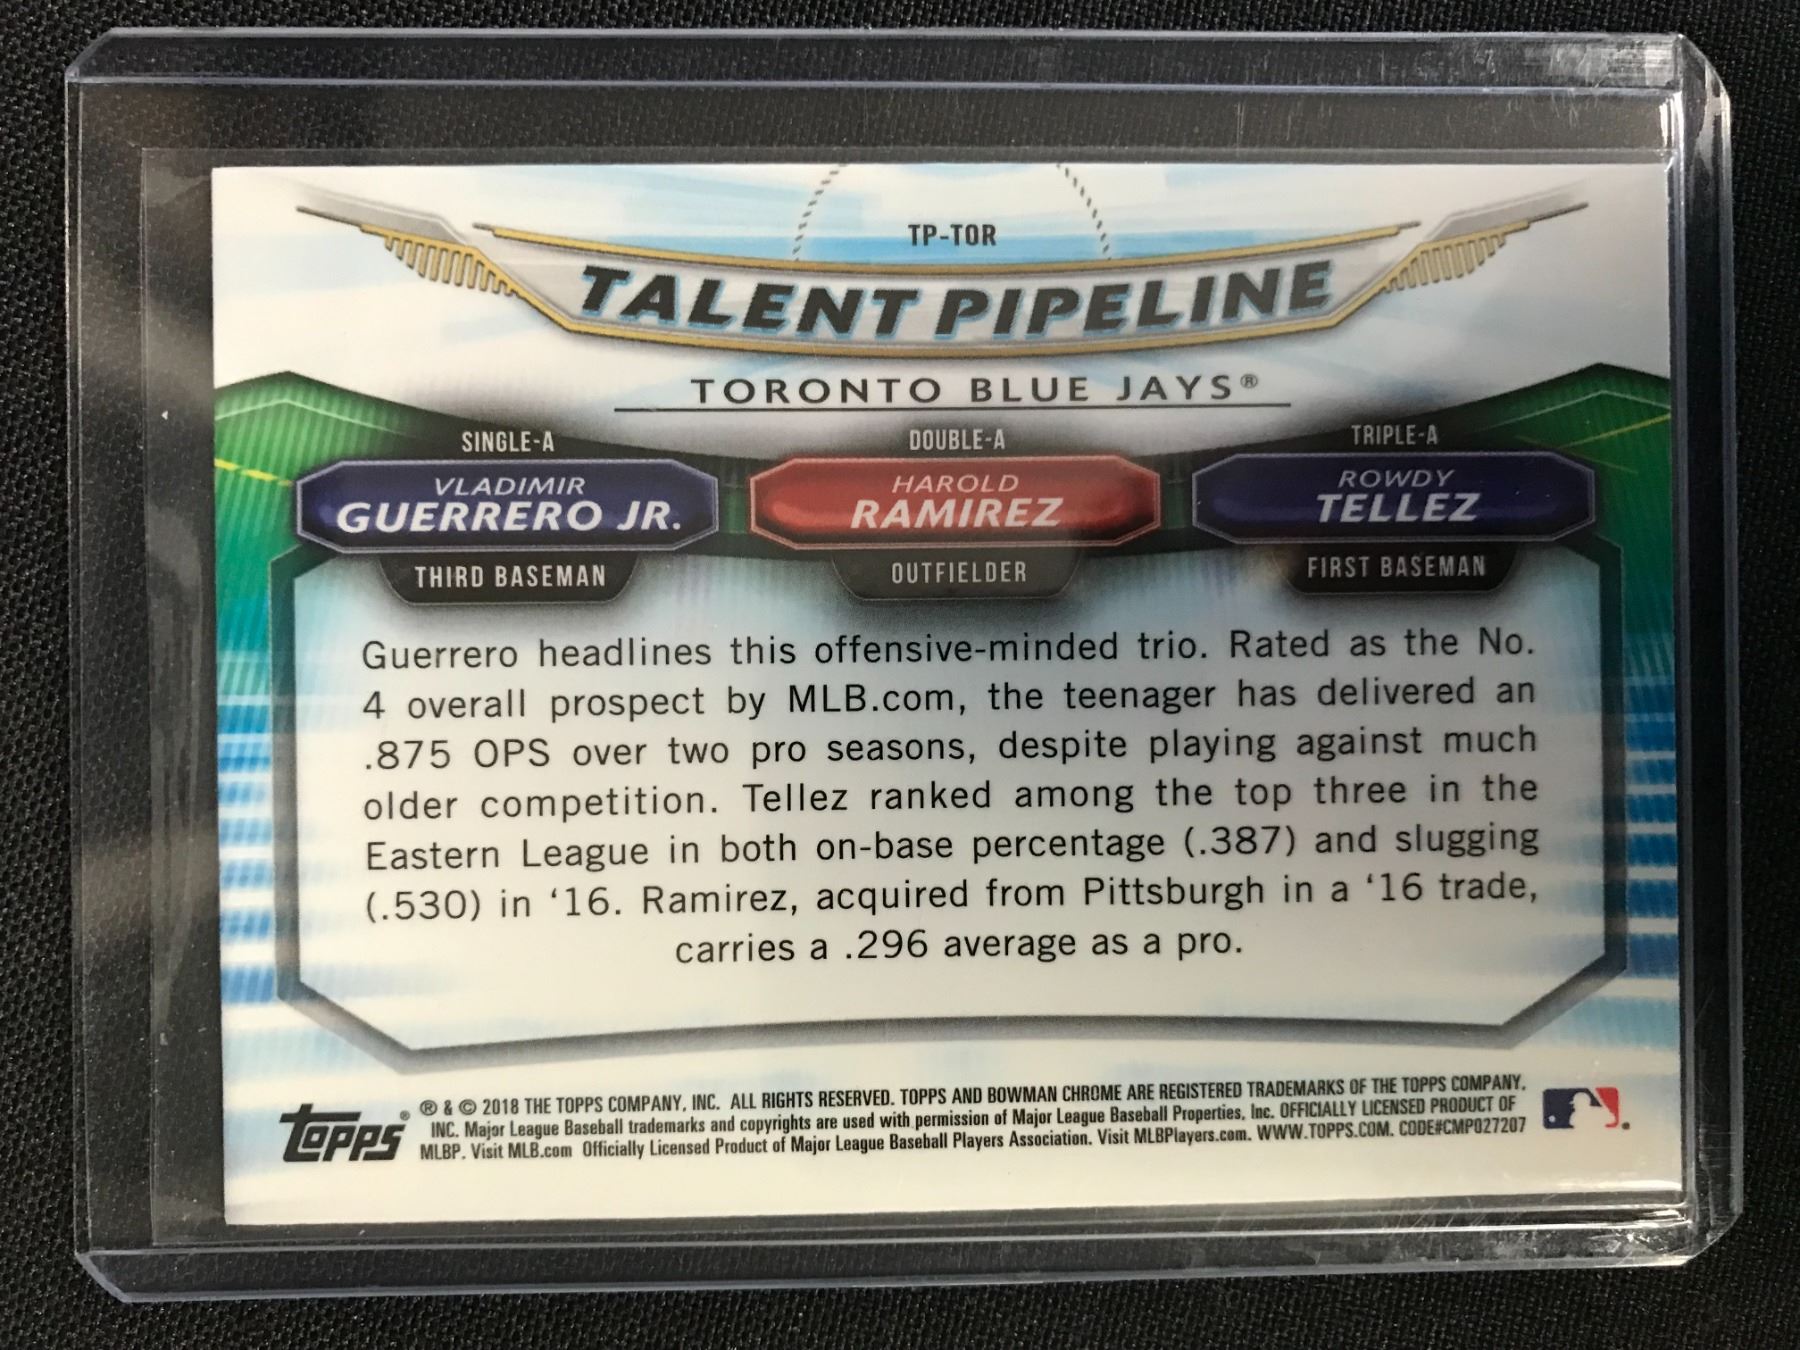 TP-TOR
TALENT PIPELINE
TORONTO BLUE JAYS®
SINGLE-A
VLADIMIR
GUERRERO JR.
THIRD BASEMAN
DOUBLE-A
HAROLD
RAMIREZ
OUTFIELDER
TRIPLE-A
ROWDY
TELLEZ
FIRST BASEMAN
Guerrero headlines this offensive-minded trio. Rated as the No.
4 overall prospect by MLB.com, the teenager has delivered an
.875 OPS over two pro seasons, despite playing against much
older competition. Tellez ranked among the top three in the
Eastern League in both on-base percentage (.387) and slugging
(.530) in ‘16. Ramirez, acquired from Pittsburgh in a ‘16 trade,
carries a .296 average as a pro.
Topps®
® & © 2018 THE TOPPS COMPANY, INC. ALL RIGHTS RESERVED. TOPPS AND BOWMAN CHROME ARE REGISTERED TRADEMARKS OF THE TOPPS COMPANY,
INC. Major League Baseball trademarks and copyrights are used with permission of Major League Baseball Properties, Inc. OFFICIALLY LICENSED PRODUCT OF
MLBP. Visit MLB.com Officially Licensed Product of Major League Baseball Players Association. Visit MLBPlayers.com. WWW.TOPPS.COM. CODE#CMP027207